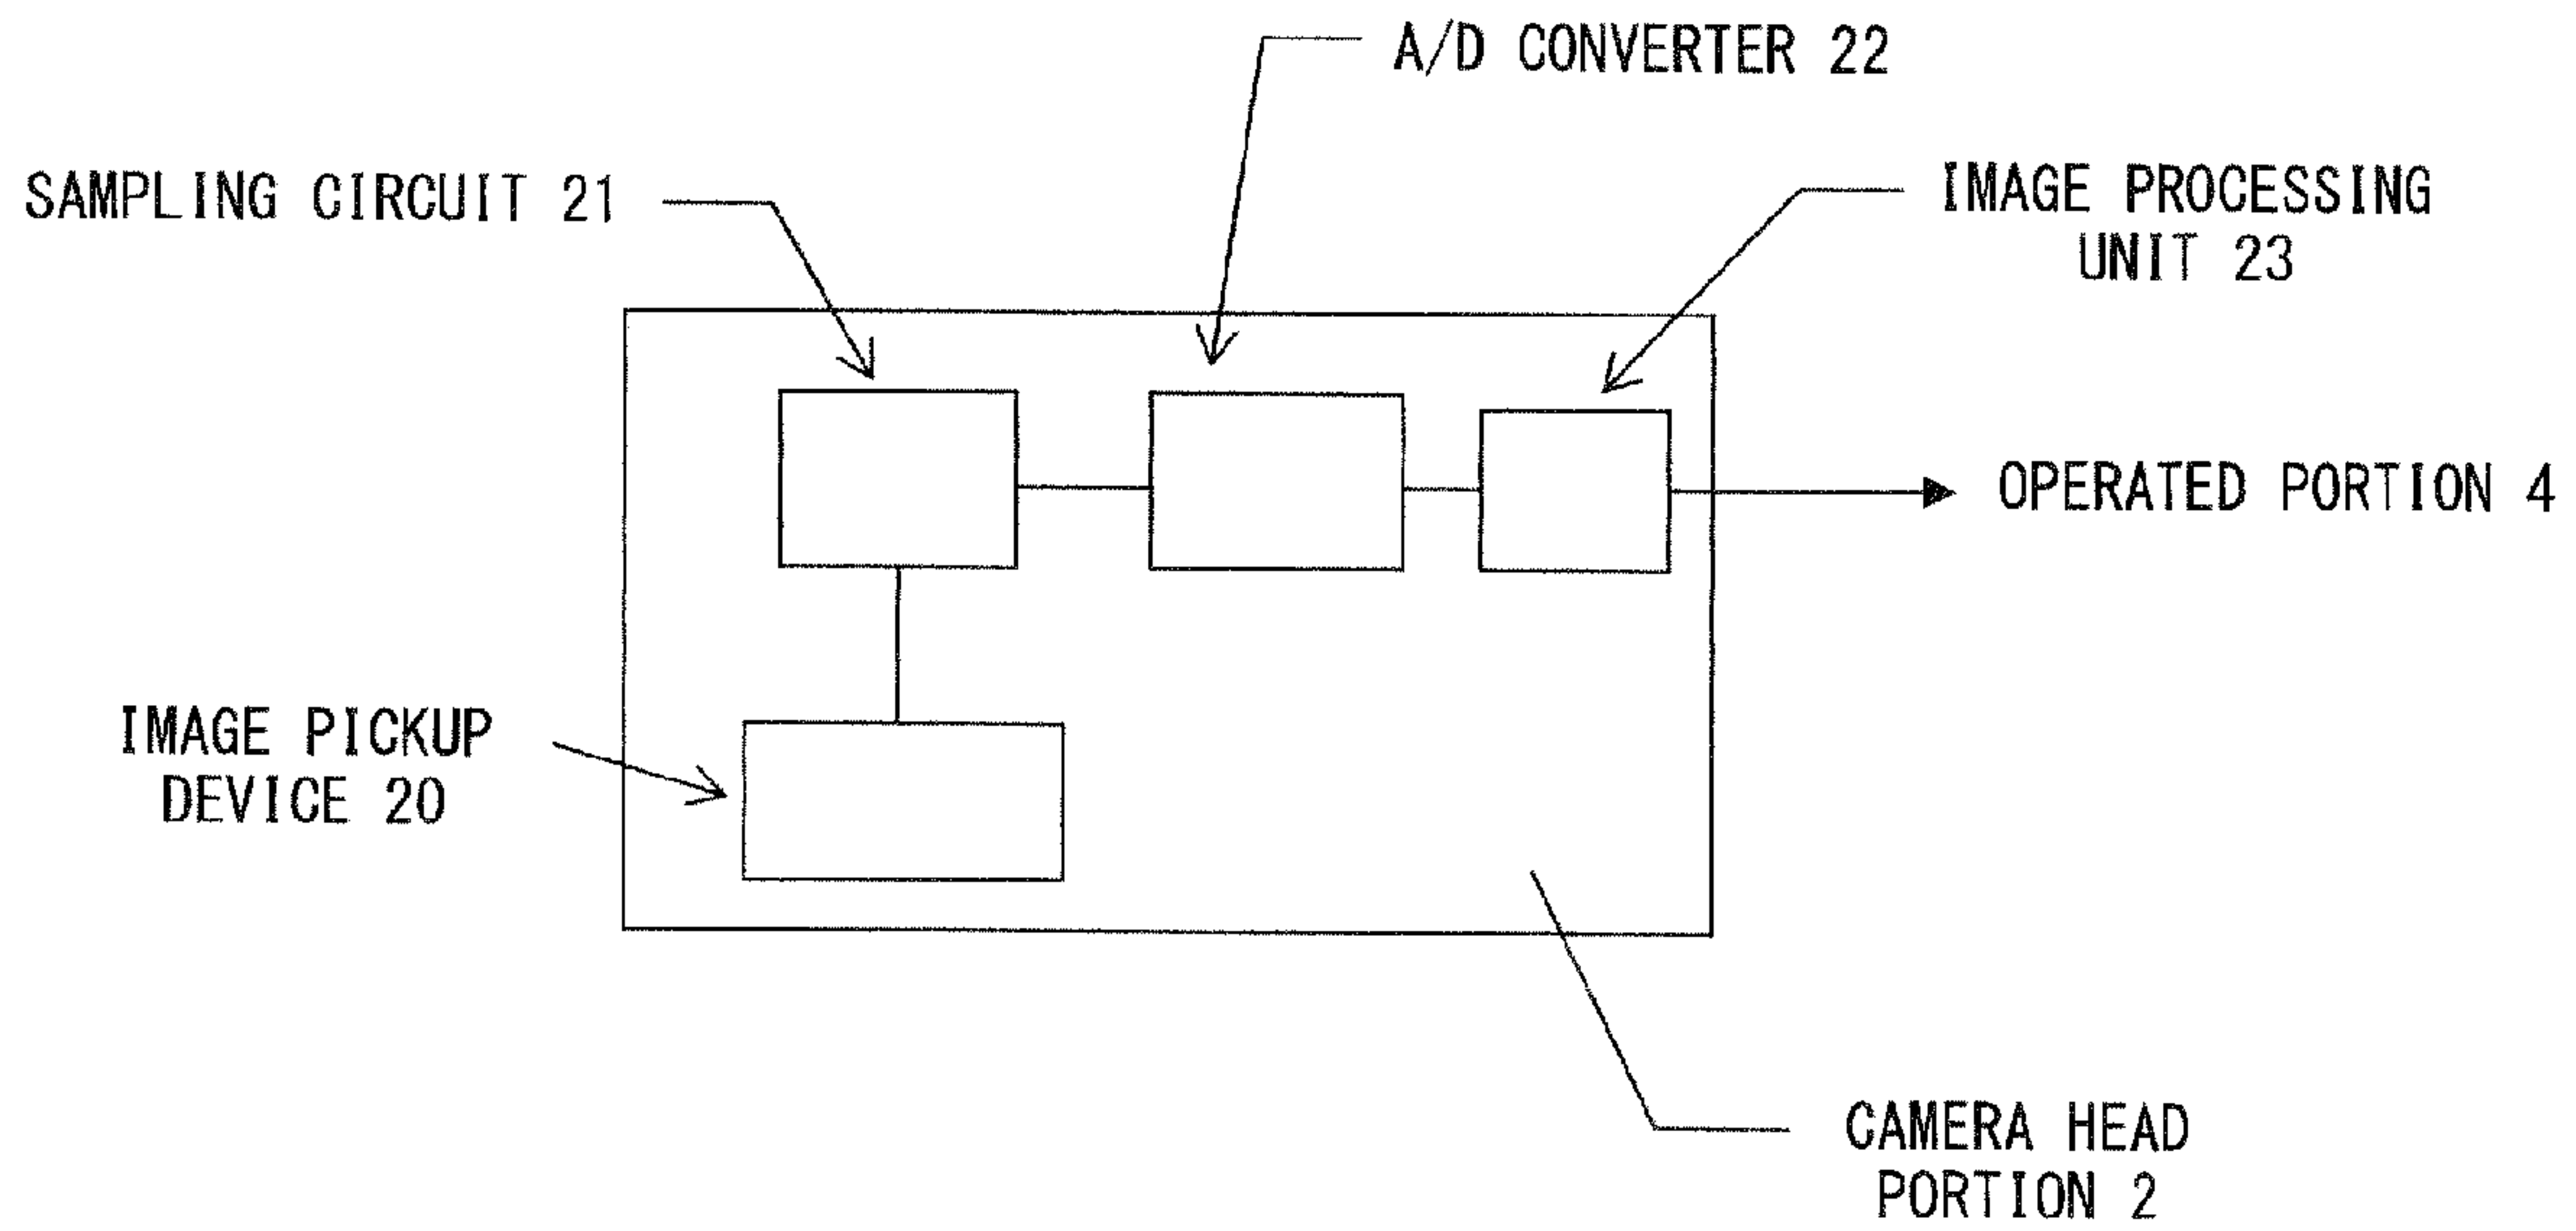 A/D CONVERTER 22
SAMPLING CIRCUIT 21
IMAGE PROCESSING
UNIT 23
OPERATED PORTION 4
IMAGE PICKUP
DEVICE 20
CAMERA HEAD
PORTION 2